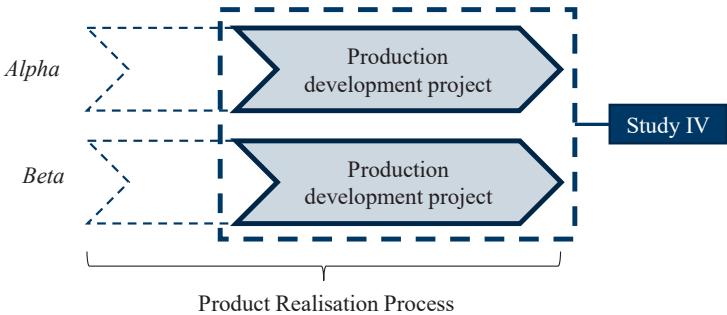 Alpha
Production
development project
Study IV
Beta
Production
development project
Product Realisation Process